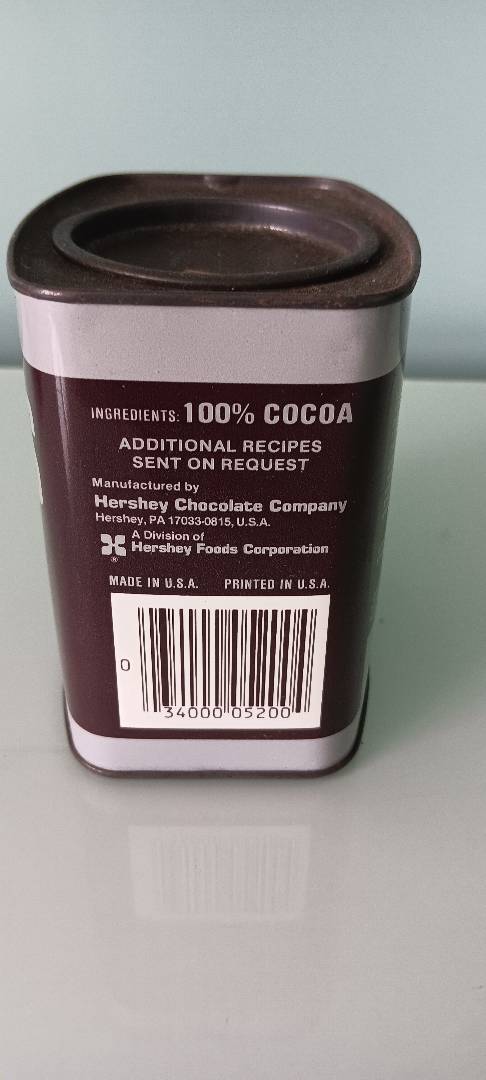 INGREDIENTS: 100% COCOA
ADDITIONAL RECIPES
SENT ON REQUEST
Manufactured by
Hershey Chocolate Company
Hershey, PA 17033-0815, U.S.A.
A Division of
Hershey Foods Corporation
®
MADE IN U.S.A. PRINTED IN U.S.A.
0
34000 05200